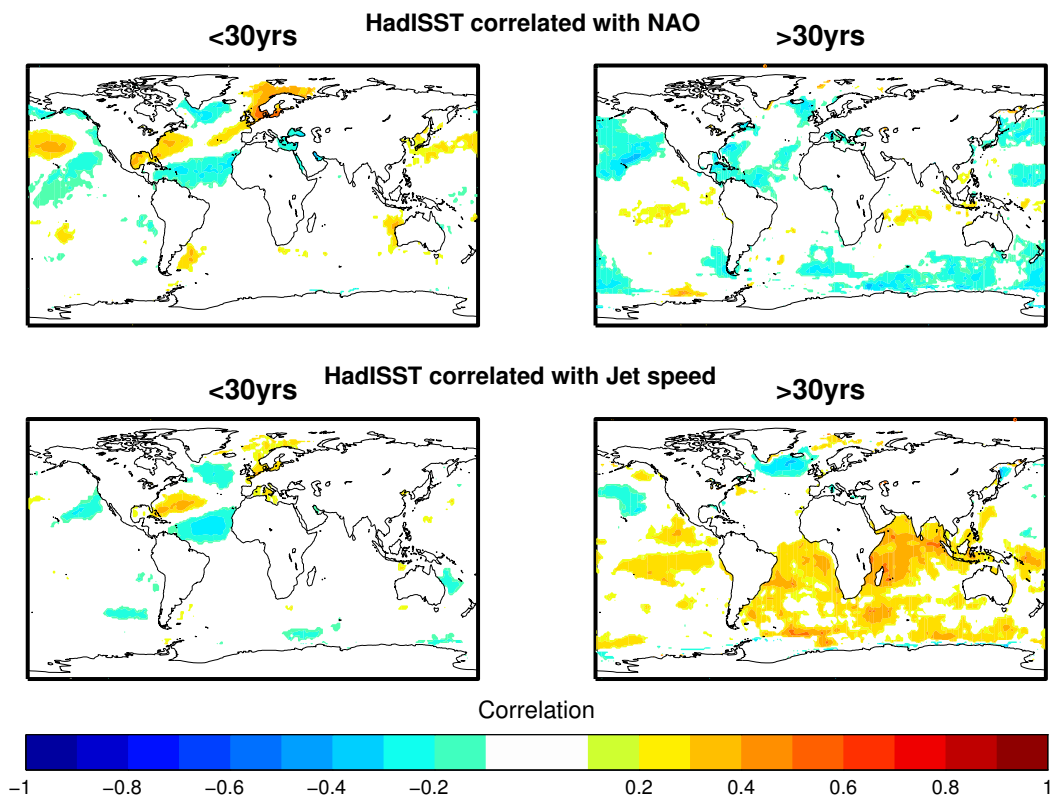 HadISST correlated with NAO
<30yrs
>30yrs
HadISST correlated with Jet speed
<30yrs
>30yrs
Correlation
−1 −0.8 −0.6 −0.4 −0.2 0.2 0.4 0.6 0.8 1